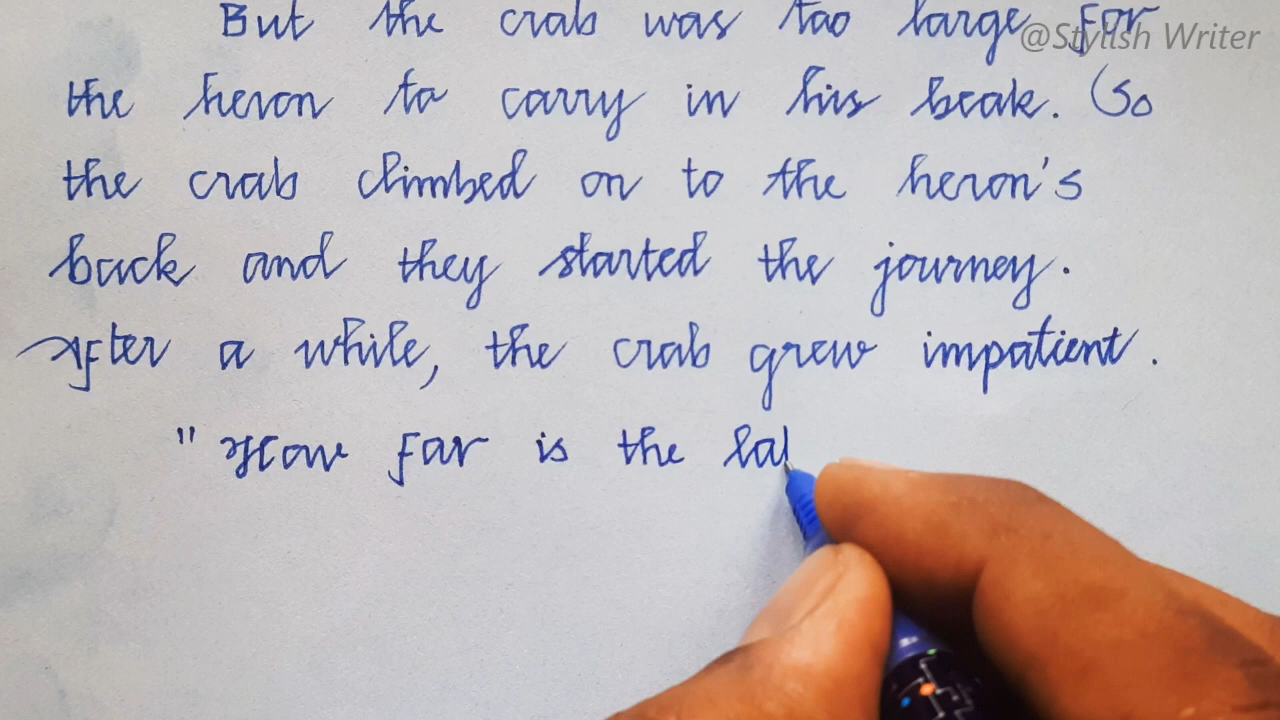 But the crab was too large for
@Stylish Writer
the heron to carry in his beak. So
the crab climbed on to the heron's
back and they started the journey.
After a while, the crab grew impatient.
" How far is the la